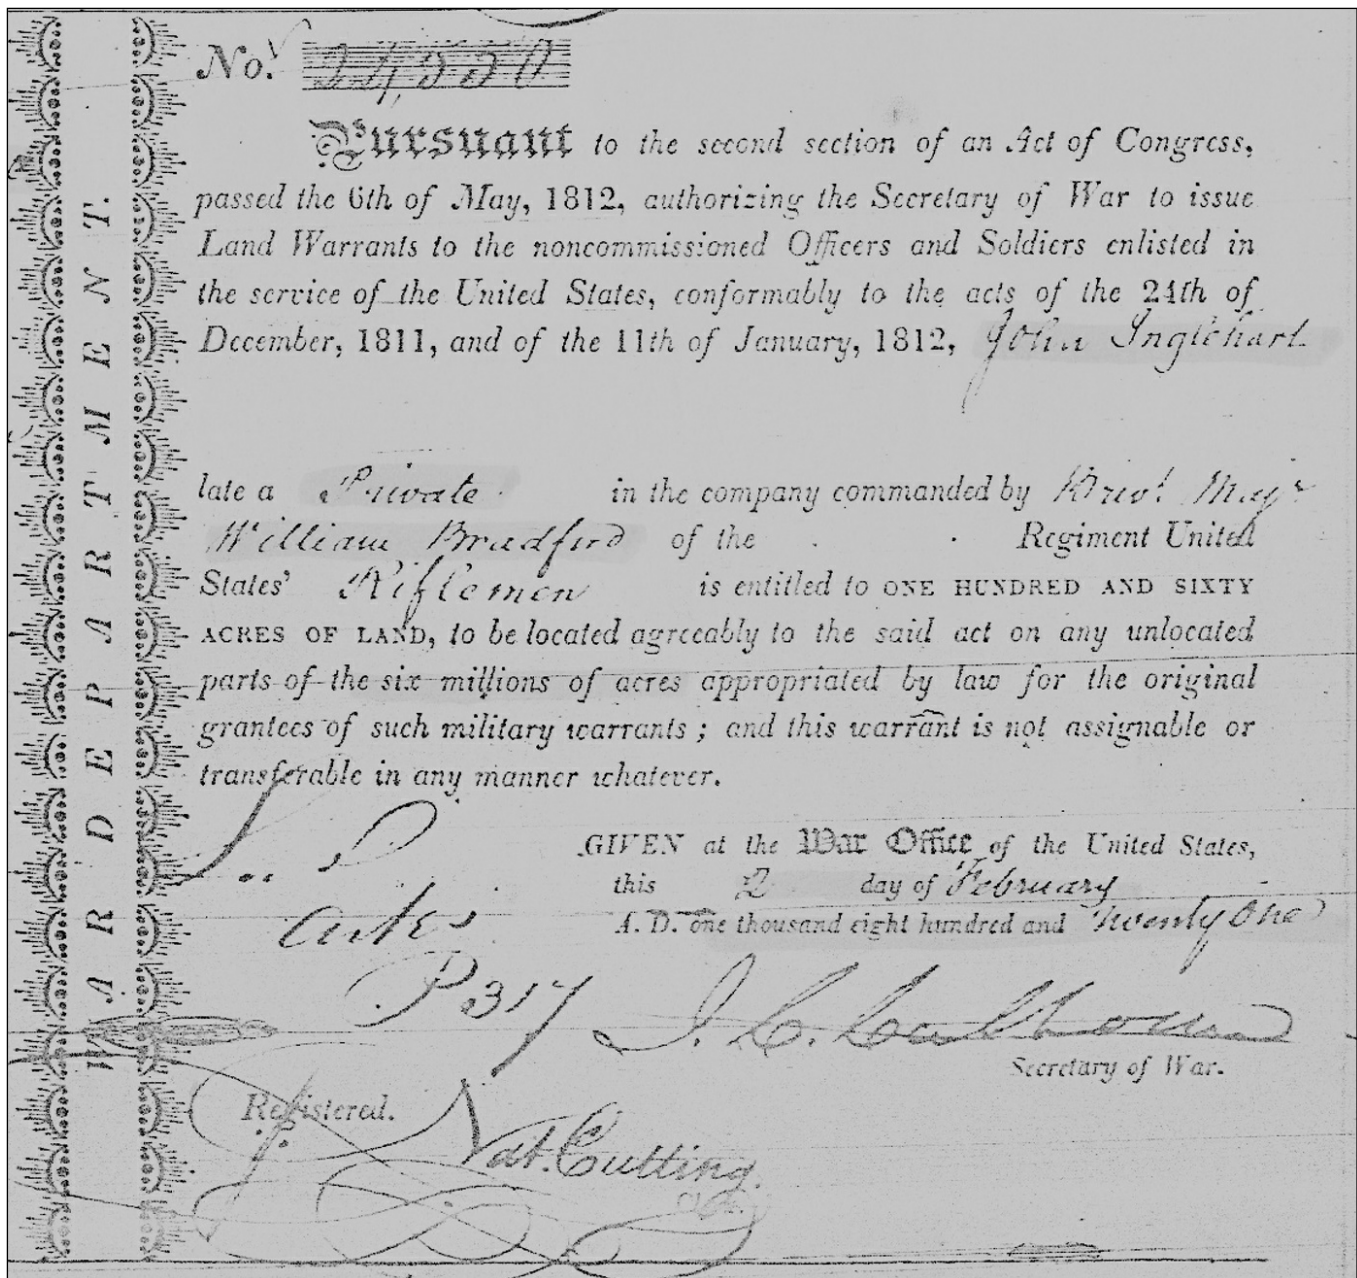 WAR DEPARTMENT.
No. 24550
Pursuant to the second section of an Act of Congress,
passed the 6th of May, 1812, authorizing the Secretary of War to issue
Land Warrants to the noncommissioned Officers and Soldiers enlisted in
the service of the United States, conformably to the acts of the 24th of
December, 1811, and of the 11th of January, 1812, John Inglehart
late a Private in the company commanded by Brevt. Majr
William Bradford of the Regiment United
States' Riflemen is entitled to ONE HUNDRED AND SIXTY
ACRES OF LAND, to be located agreeably to the said act on any unlocated
parts of the six millions of acres appropriated by law for the original
grantees of such military warrants; and this warrant is not assignable or
transferable in any manner whatever.
GIVEN at the War Office of the United States,
this 2 day of February
A. D. one thousand eight hundred and Twenty One
Arks
P 317
J. C. Calhoun
Secretary of War.
Registered.
Nat. Cutting.